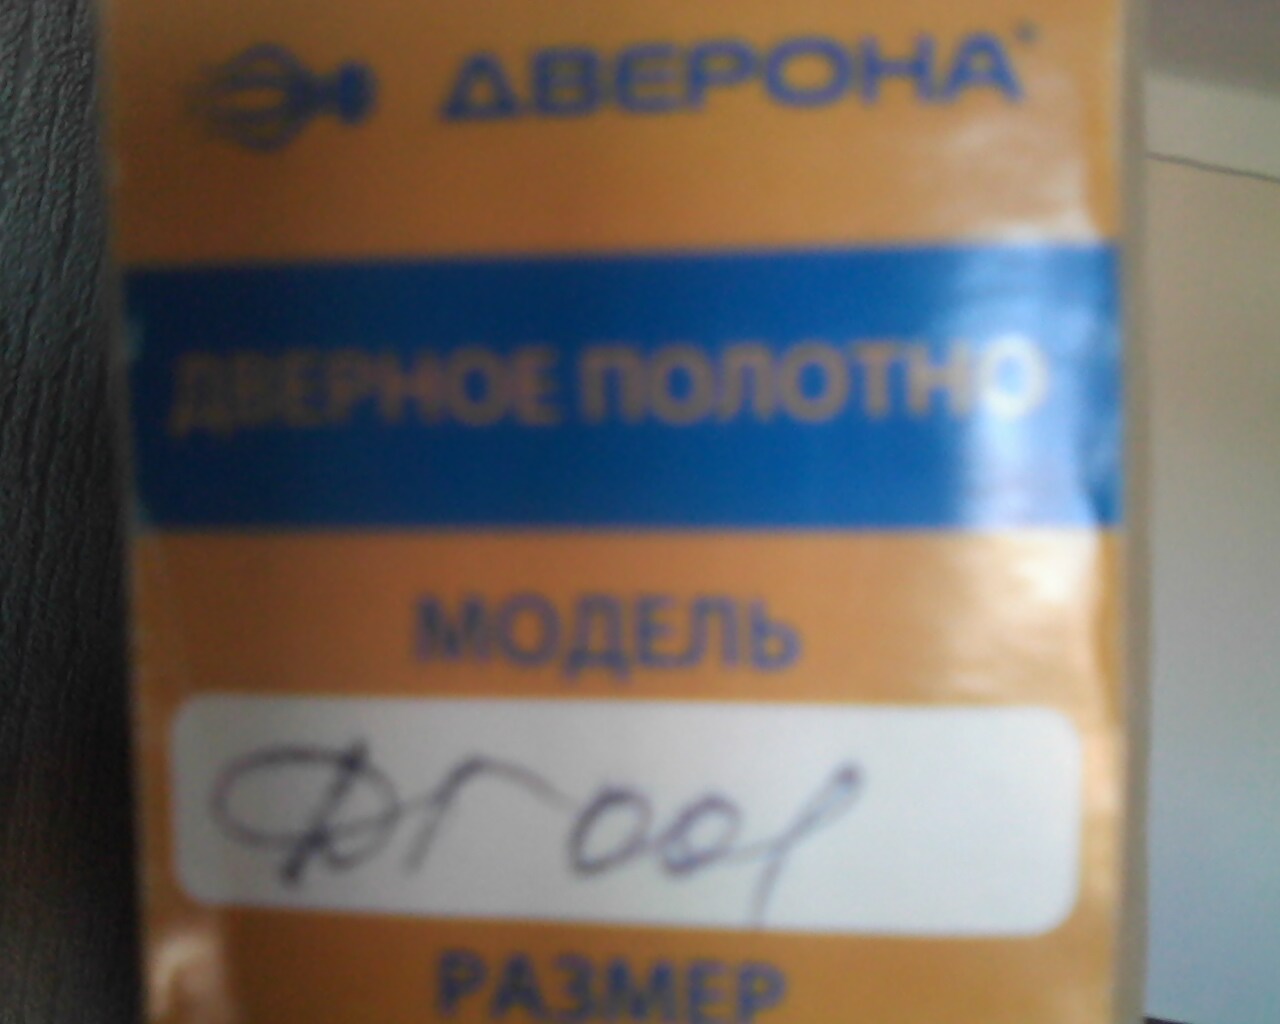 ДВЕРОНА
ДВЕРНОЕ ПОЛОТНО
МОДЕЛЬ
ДГ 001
РАЗМЕР